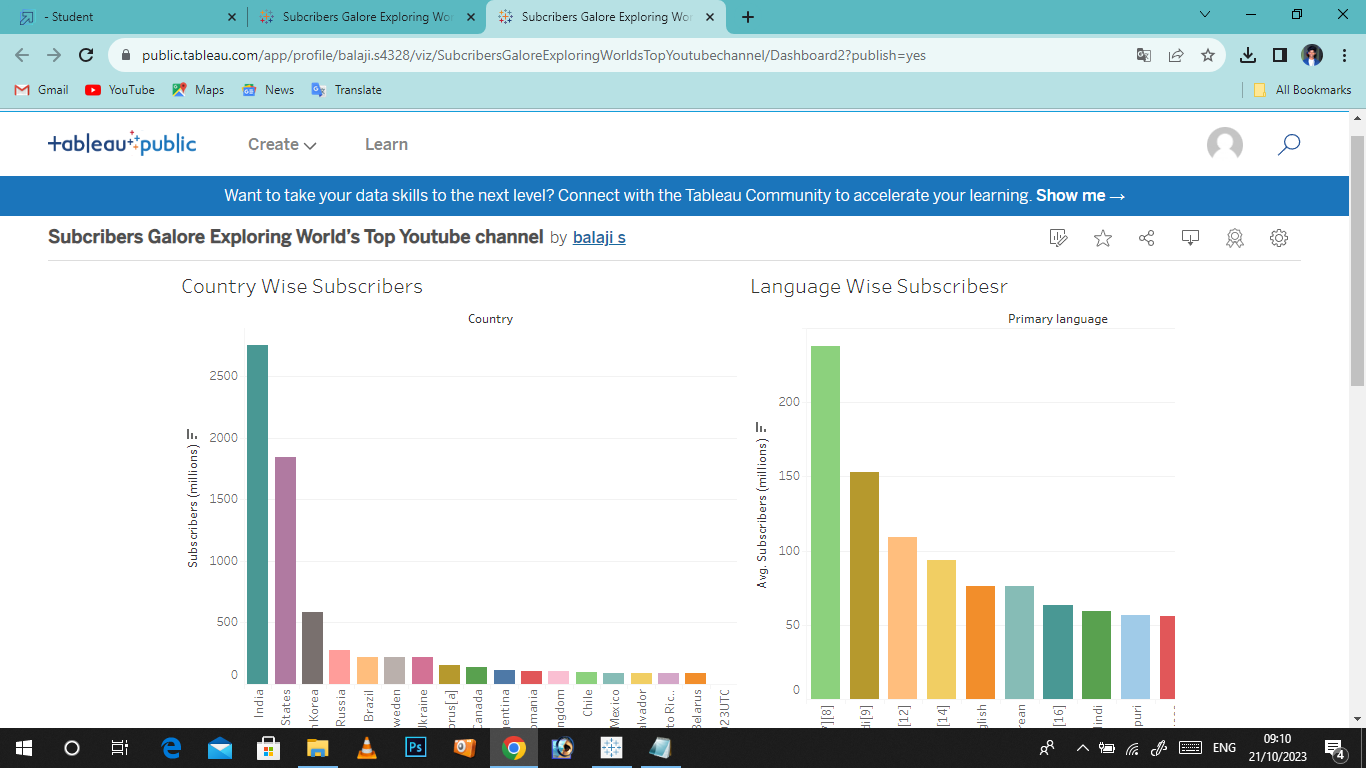 - Student
Subcribers Galore Exploring Wor
Subcribers Galore Exploring Wor
public.tableau.com/app/profile/balaji.s4328/viz/SubcribersGaloreExploringWorldsTopYoutubechannel/Dashboard2?publish=yes
Gmail
YouTube
Maps
News
Translate
All Bookmarks
tableau public
Create
Learn
Want to take your data skills to the next level? Connect with the Tableau Community to accelerate your learning. Show me →
Subcribers Galore Exploring World's Top Youtube channel by balaji s
Country Wise Subscribers
Country
Subscribers (millions)
2500
2000
1500
1000
500
0
India
States
Korea
Russia
Brazil
weden
Ukraine
orus[a]
Canada
entina
omania
ngdom
Chile
Mexico
lvador
to Ric..
Belarus
23UTC
Language Wise Subscribesr
Primary language
Avg. Subscribers (millions)
200
150
100
50
0
][8]
di[9]
[12]
[14]
glish
rean
[16]
indi
puri
Ps
ENG
09:10
21/10/2023
4